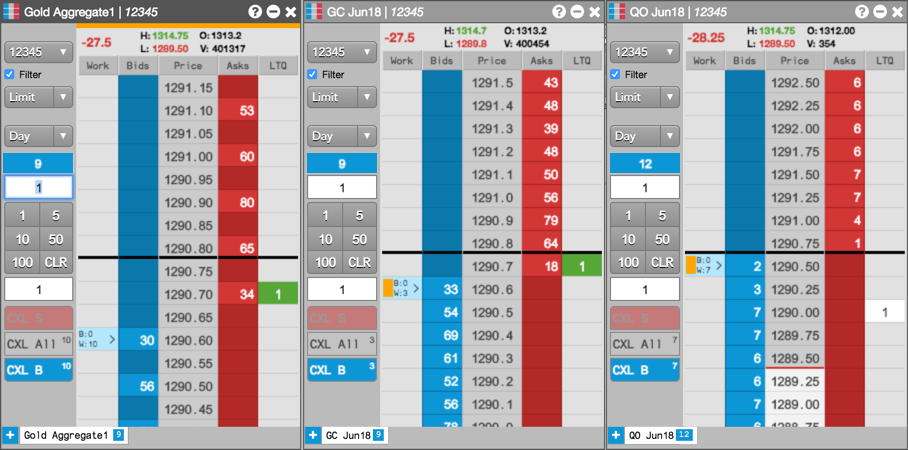 Gold Aggregate1 | 12345
-27.5 H: 1314.75 O: 1313.2
L: 1289.50 V: 401317
12345
Work Bids Price Asks LTQ
Filter
1291.15
Limit
1291.10 53
1291.05
Day
1291.00 60
9
1290.95
1
1290.90 80
1 5
1290.85
10 50
1290.80 65
100 CLR
1290.75
1
1290.70 34 1
CXL S
1290.65
B:0
W:10 30 1290.60
CXL All 10
1290.55
CXL B 10
56 1290.50
1290.45
+ Gold Aggregate1 9
GC Jun18 | 12345
-27.5 H: 1314.7 O: 1313.2
L: 1289.8 V: 400454
12345
Work Bids Price Asks LTQ
Filter
1291.5 43
Limit
1291.4 48
1291.3 39
Day
1291.2 48
9
1291.1 50
1
1291.0 56
1 5
1290.9 79
10 50
1290.8 64
100 CLR
1290.7 18 1
1
B:0
W:3 33 1290.6
CXL S
54 1290.5
CXL All 3
69 1290.4
61 1290.3
CXL B 3
52 1290.2
56 1290.1
78 1290.0
+ GC Jun18 9
QO Jun18 | 12345
-28.25 H: 1314.75 O: 1312.00
L: 1289.50 V: 354
12345
Work Bids Price Asks LTQ
Filter
1292.50 6
Limit
1292.25 6
1292.00 6
Day
1291.75 6
12
1291.50 7
1
1291.25 7
1 5
1291.00 4
10 50
1290.75 1
100 CLR
B:0
W:7 2 1290.50
1
3 1290.25
CXL S
7 1290.00 1
CXL All 7
7 1289.75
6 1289.50
CXL B 7
6 1289.25
7 1289.00
1288.75
+ QO Jun18 12